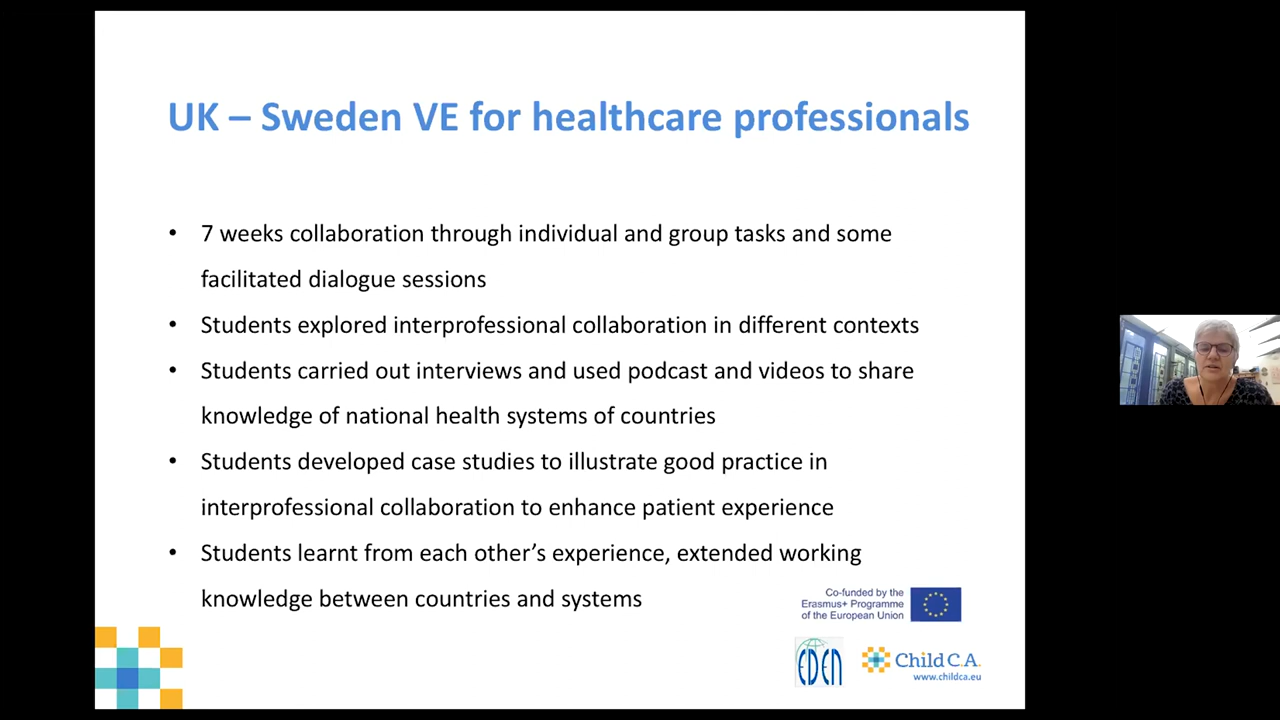 UK – Sweden VE for healthcare professionals
• 7 weeks collaboration through individual and group tasks and some
facilitated dialogue sessions
• Students explored interprofessional collaboration in different contexts
• Students carried out interviews and used podcast and videos to share
knowledge of national health systems of countries
• Students developed case studies to illustrate good practice in
interprofessional collaboration to enhance patient experience
• Students learnt from each other’s experience, extended working
knowledge between countries and systems
Co-funded by the
Erasmus+ Programme
of the European Union
EDEN
Child C.A.
www.childca.eu